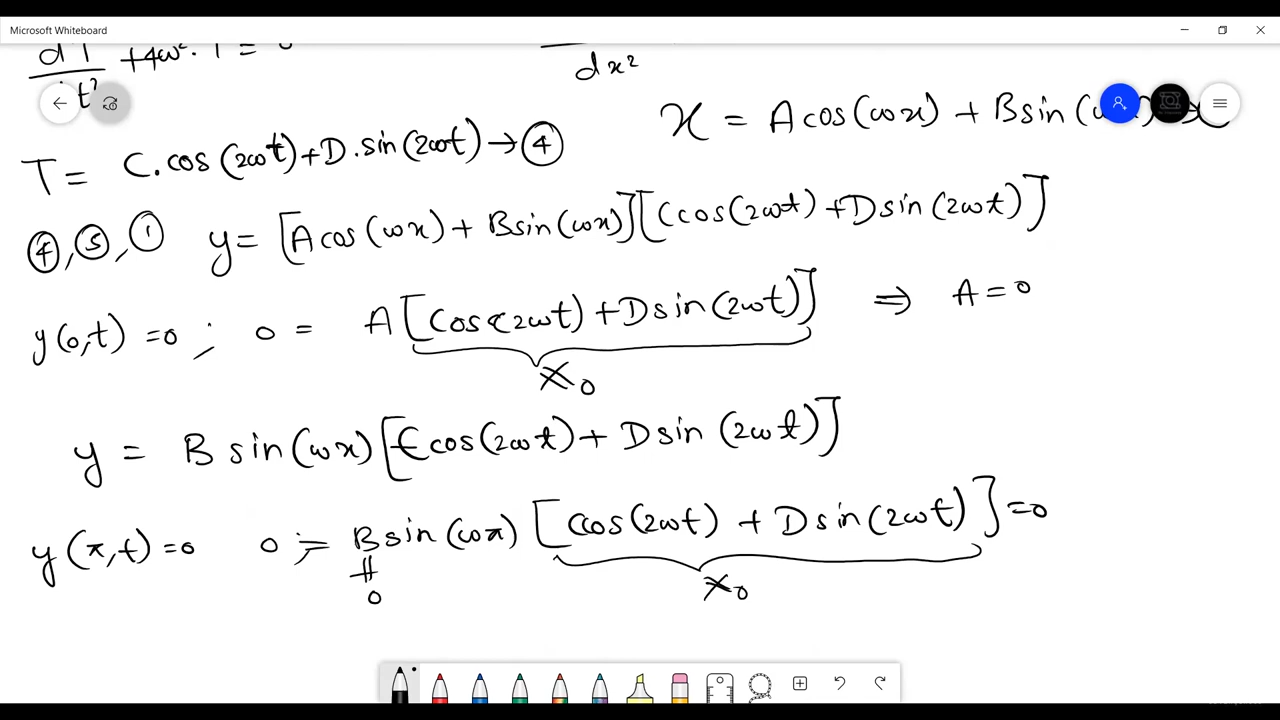 Microsoft Whiteboard
d T / dt² + 4ω² · T = 0
dx²
X = A cos(ωx) + B sin(
T = C. cos (2ωt) + D. sin(2ωt) → ④
④, ⑤, ① y = [A cos(ωx) + B sin(ωx)][C cos(2ωt) + D sin(2ωt)]
y(0,t) = 0 ; 0 = A [C cos(2ωt) + D sin(2ωt)] ⇒ A = 0
≠ 0
y = B sin(ωx) [C cos(2ωt) + D sin(2ωt)]
y(π,t) = 0 0 = B sin(ωπ) [C cos(2ωt) + D sin(2ωt)] = 0
≠ 0 ≠ 0